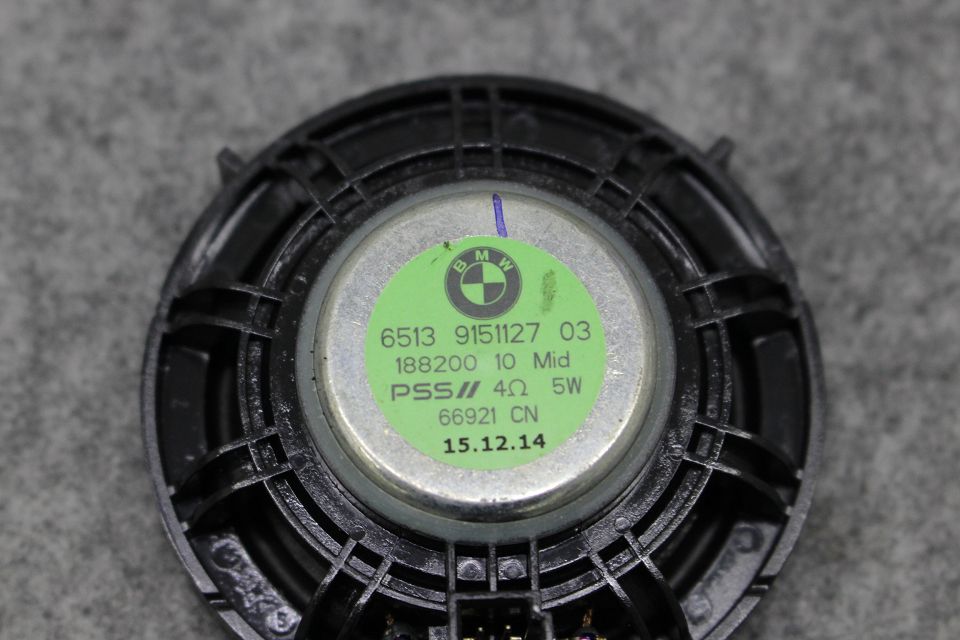 BMW
6513 9151127 03
188200 10 Mid
PSS// 4Ω 5W
66921 CN
15.12.14